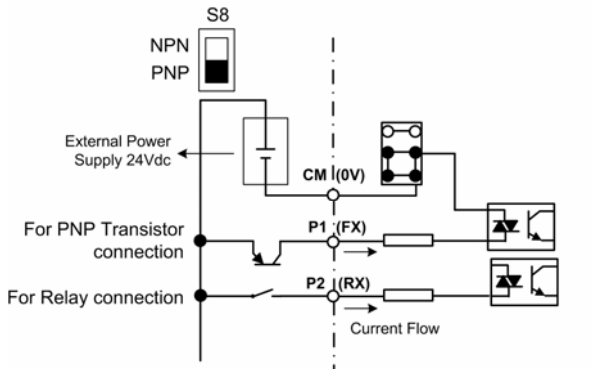 S8
NPN
PNP
External Power
Supply 24Vdc
CM (0V)
For PNP Transistor
connection
P1 (FX)
For Relay connection
P2 (RX)
Current Flow